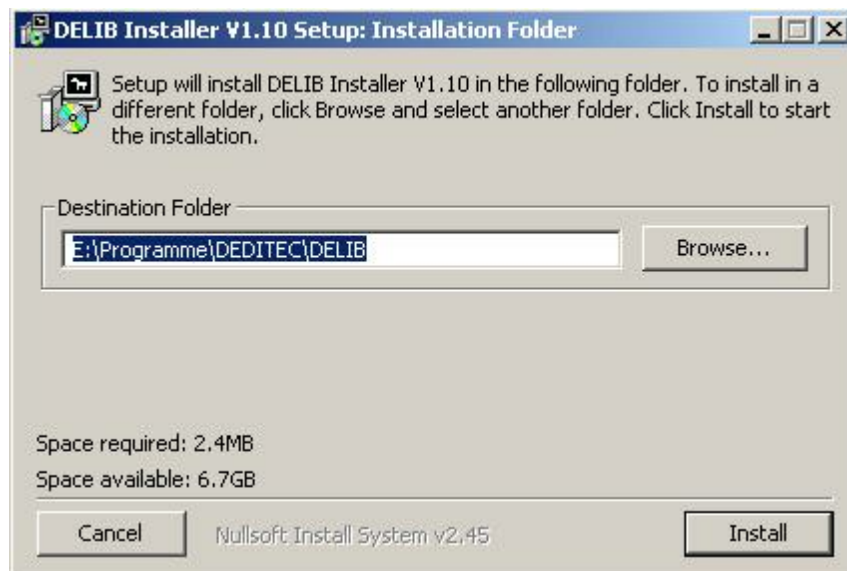 DELIB Installer V1.10 Setup: Installation Folder
Setup will install DELIB Installer V1.10 in the following folder. To install in a
different folder, click Browse and select another folder. Click Install to start
the installation.
Destination Folder
E:\Programme\DEDITEC\DELIB
Browse...
Space required: 2.4MB
Space available: 6.7GB
Cancel
Nullsoft Install System v2.45
Install